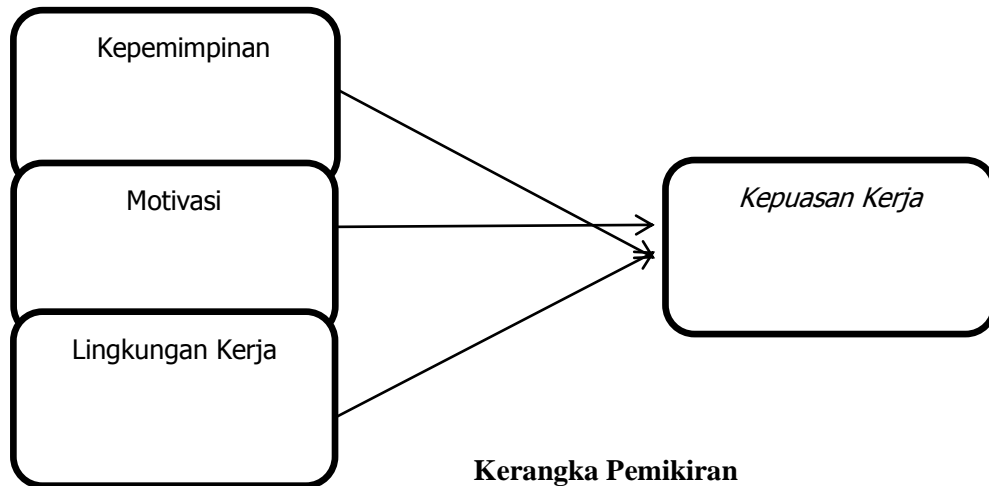 Kepemimpinan
Motivasi
Lingkungan Kerja
Kepuasan Kerja
Kerangka Pemikiran